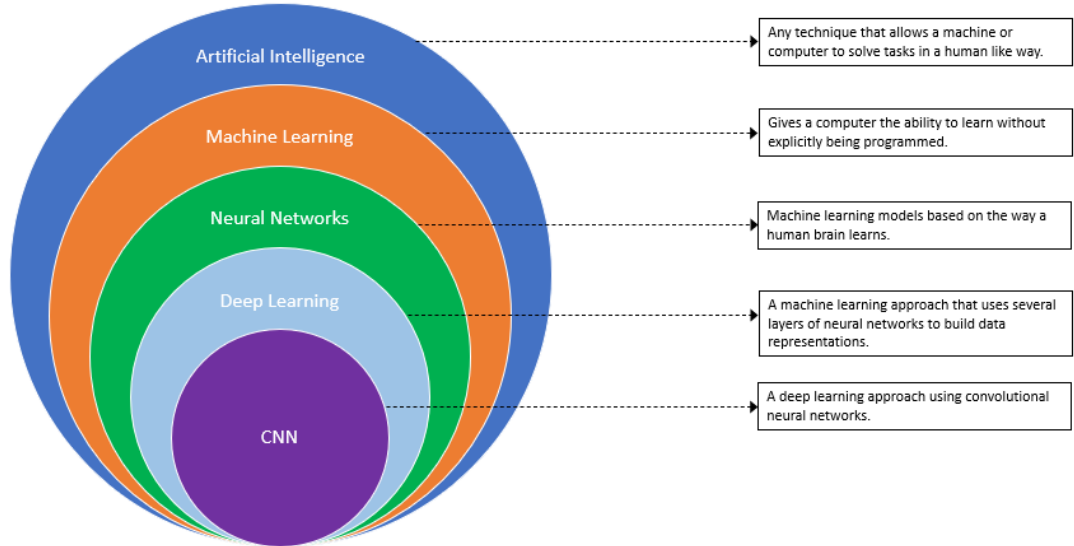 Artificial Intelligence
Any technique that allows a machine or
computer to solve tasks in a human like way.
Machine Learning
Gives a computer the ability to learn without
explicitly being programmed.
Neural Networks
Machine learning models based on the way a
human brain learns.
Deep Learning
A machine learning approach that uses several
layers of neural networks to build data
representations.
CNN
A deep learning approach using convolutional
neural networks.